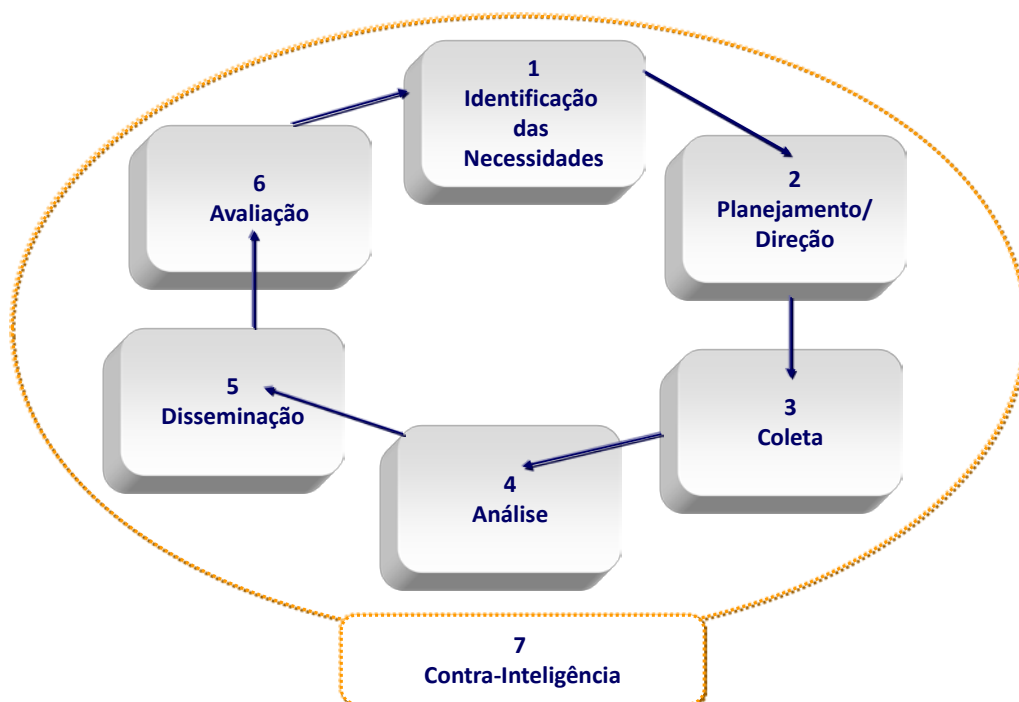 1
Identificação
das
Necessidades
2
Planejamento/
Direção
3
Coleta
4
Análise
5
Disseminação
6
Avaliação
7
Contra-Inteligência